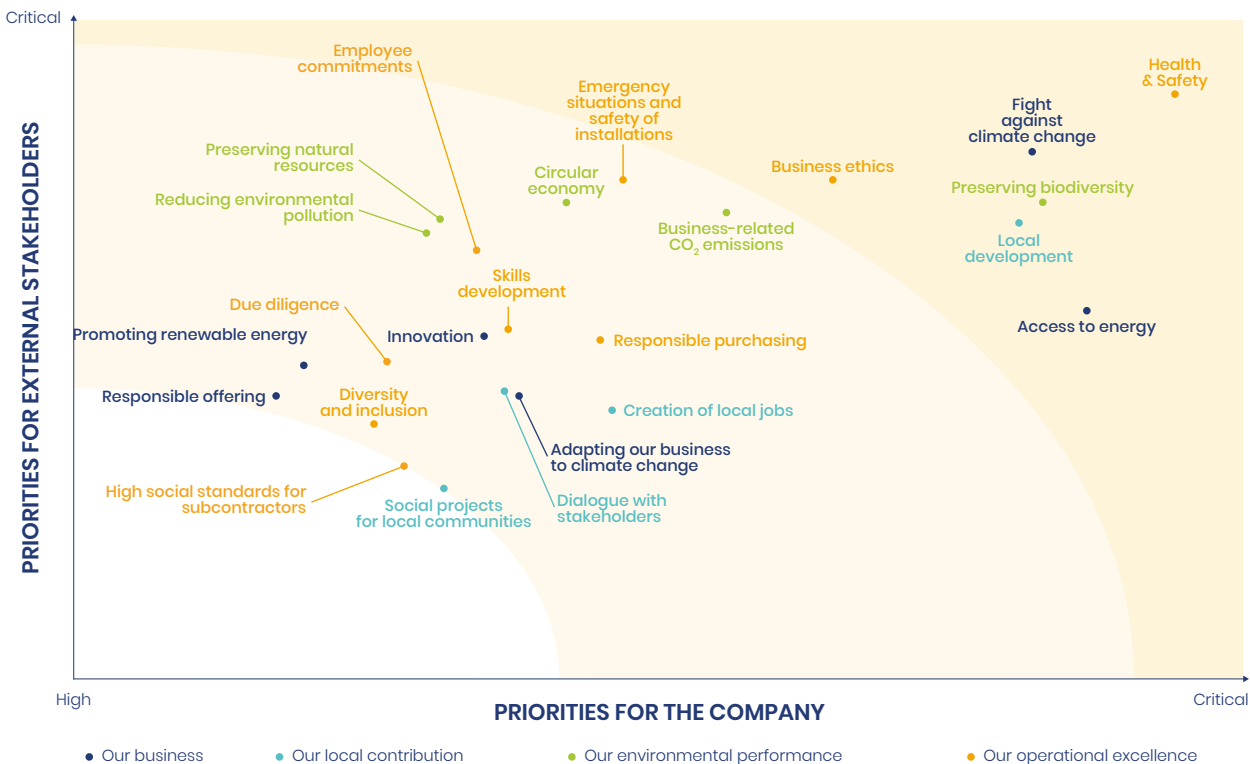 Critical
PRIORITIES FOR EXTERNAL STAKEHOLDERS
Employee
commitments
Emergency
situations and
safety of
installations
Health
& Safety
Fight
against
climate change
Preserving natural
resources
Circular
economy
Business ethics
Reducing environmental
pollution
Preserving biodiversity
Business-related
CO₂ emissions
Local
development
Skills
development
Due diligence
Promoting renewable energy
Innovation
Responsible purchasing
Access to energy
Responsible offering
Diversity
and inclusion
Creation of local jobs
Adapting our business
to climate change
High social standards for
subcontractors
Social projects
for local communities
Dialogue with
stakeholders
High
Critical
PRIORITIES FOR THE COMPANY
Our business
Our local contribution
Our environmental performance
Our operational excellence